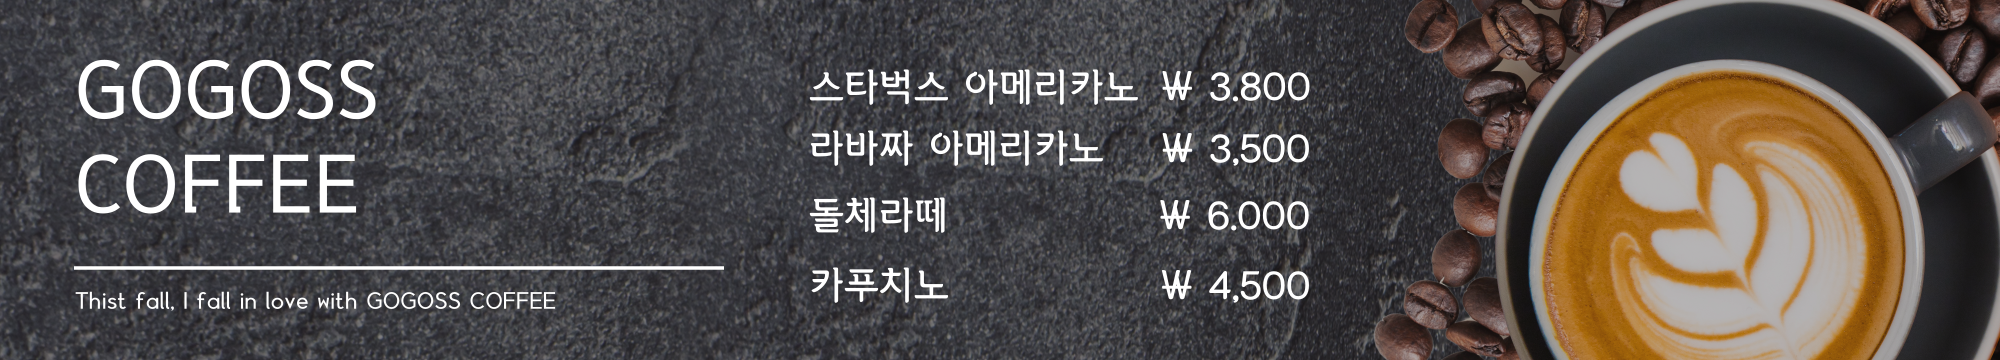 GOGOSS
COFFEE
Thist fall, I fall in love with GOGOSS COFFEE
스타벅스 아메리카노 ₩ 3.800
라바짜 아메리카노 ₩ 3,500
돌체라떼 ₩ 6.000
카푸치노 ₩ 4,500